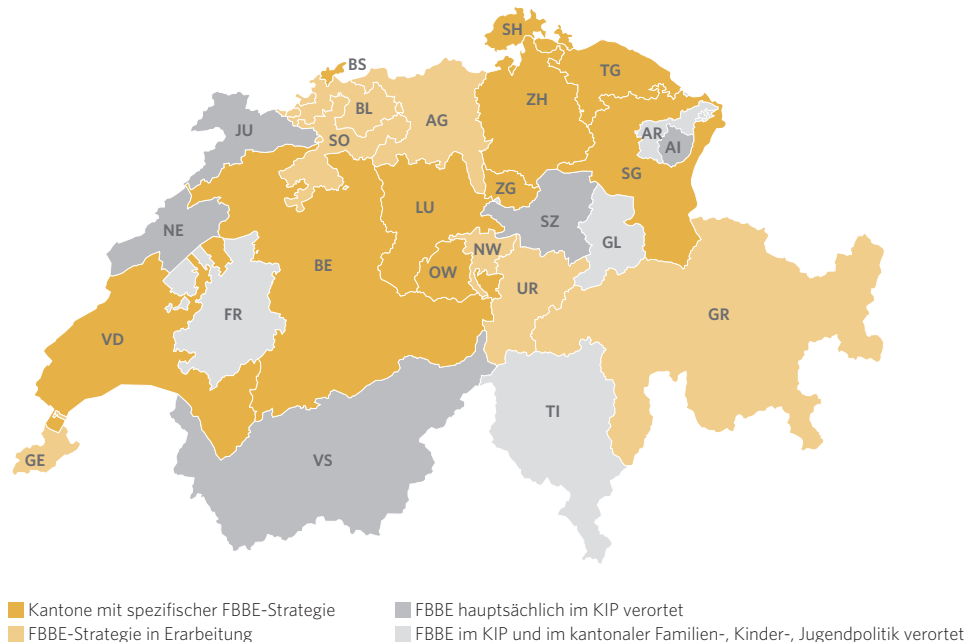 SH
BS
TG
ZH
BL
AG
JU
AR
SO
AI
SG
ZG
LU
SZ
NE
NW
GL
BE
OW
UR
FR
GR
VD
TI
GE
VS
Kantone mit spezifischer FBBE-Strategie
FBBE-Strategie in Erarbeitung
FBBE hauptsächlich im KIP verortet
FBBE im KIP und im kantonaler Familien-, Kinder-, Jugendpolitik verortet